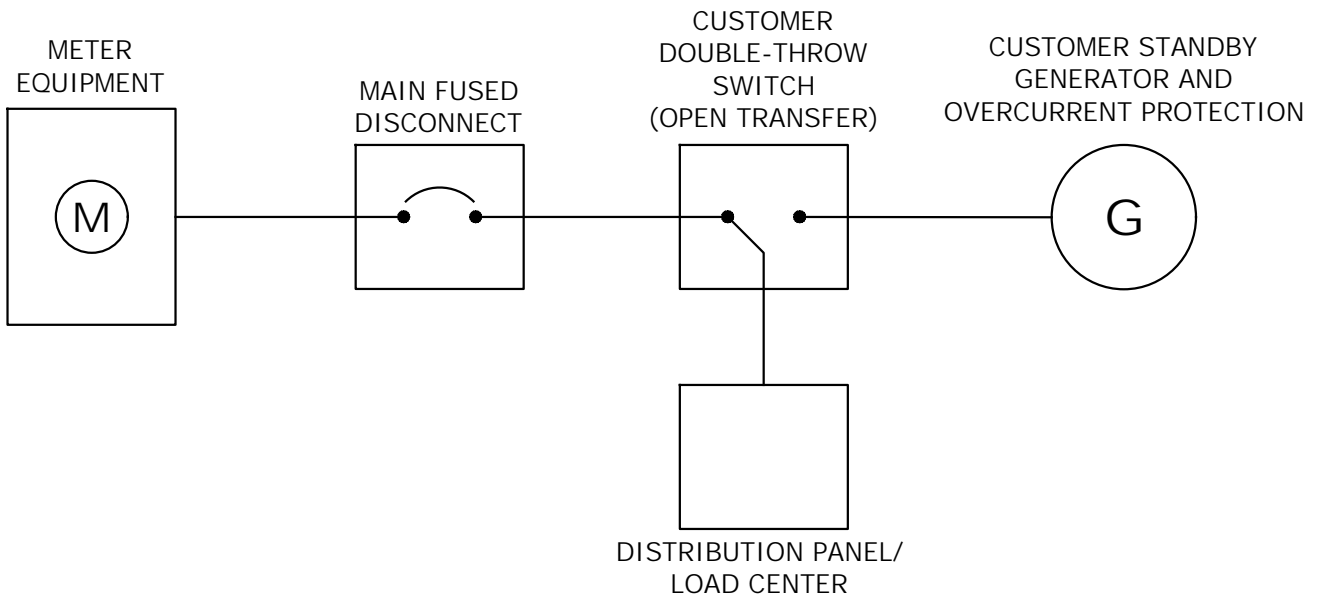 METER
EQUIPMENT
M
MAIN FUSED
DISCONNECT
CUSTOMER
DOUBLE-THROW
SWITCH
(OPEN TRANSFER)
CUSTOMER STANDBY
GENERATOR AND
OVERCURRENT PROTECTION
G
DISTRIBUTION PANEL/
LOAD CENTER